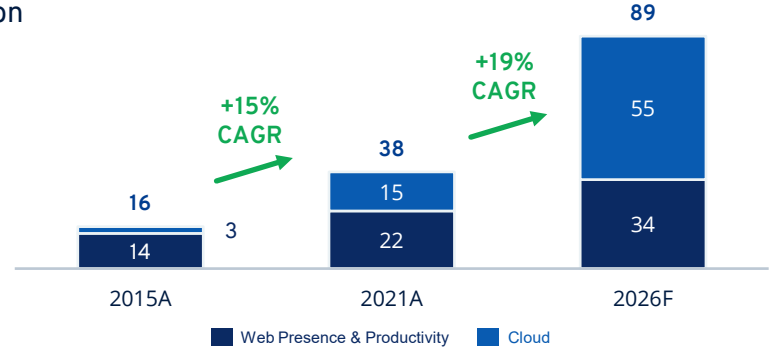 on
89
+19%
CAGR
55
+15%
CAGR
38
15
16
3
34
22
14
2015A
2021A
2026F
Web Presence & Productivity
Cloud